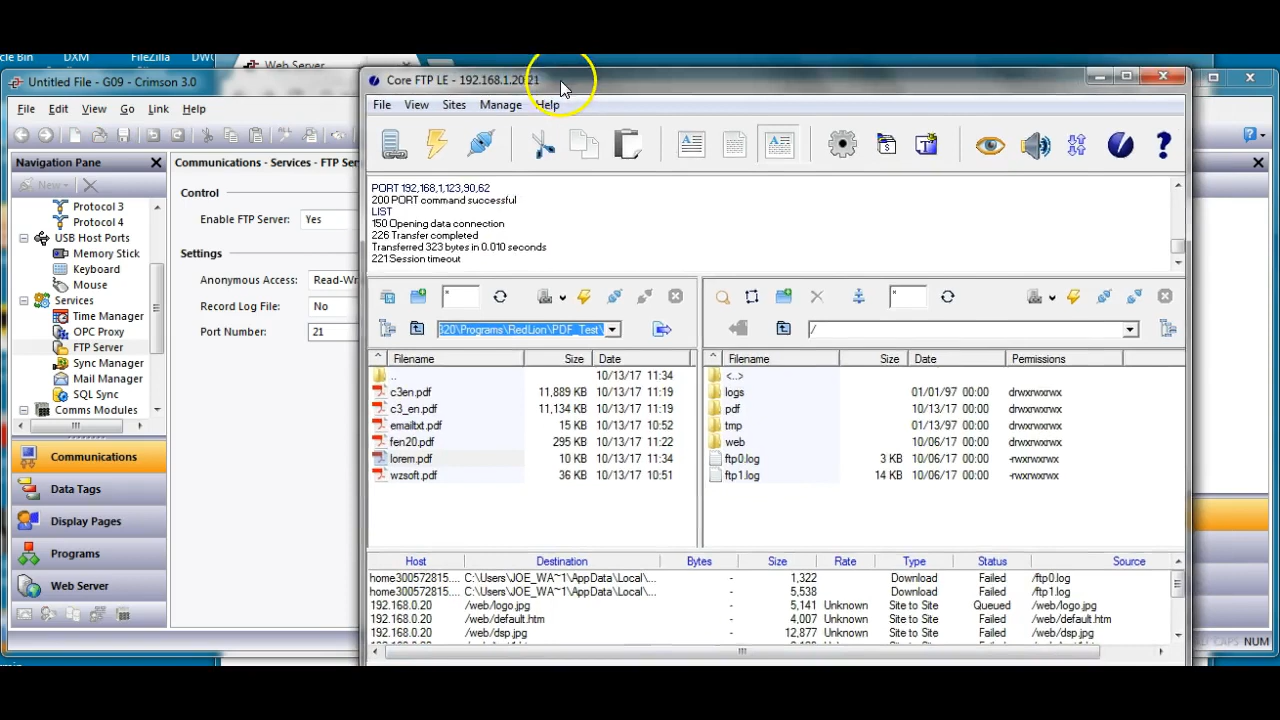 cle Bin DXM FileZilla DW
Web Server
Untitled File - G09 - Crimson 3.0
File Edit View Go Link Help
Navigation Pane
New
Protocol 3
Protocol 4
USB Host Ports
Memory Stick
Keyboard
Mouse
Services
Time Manager
OPC Proxy
FTP Server
Sync Manager
Mail Manager
SQL Sync
Comms Modules
Communications
Data Tags
Display Pages
Programs
Web Server
Communications - Services - FTP Ser
Control
Enable FTP Server: Yes
Settings
Anonymous Access: Read-Wr
Record Log File: No
Port Number: 21
Core FTP LE - 192.168.1.20:21
File View Sites Manage Help
PORT 192,168,1,123,90,62
200 PORT command successful
LIST
150 Opening data connection
226 Transfer completed
Transferred 323 bytes in 0.010 seconds
221 Session timeout
*
320\Programs\RedLion\PDF_Test\
Filename Size Date
.. 10/13/17 11:34
c3en.pdf 11,889 KB 10/13/17 11:19
c3_en.pdf 11,134 KB 10/13/17 11:19
emailtxt.pdf 15 KB 10/13/17 10:52
fen20.pdf 295 KB 10/13/17 11:22
lorem.pdf 10 KB 10/13/17 11:34
wzsoft.pdf 36 KB 10/13/17 10:51
*
/
Filename Size Date Permissions
<..>
logs 01/01/97 00:00 drwxrwxrwx
pdf 10/13/17 00:00 drwxrwxrwx
tmp 01/13/97 00:00 drwxrwxrwx
web 10/06/17 00:00 drwxrwxrwx
ftp0.log 3 KB 10/06/17 00:00 -rwxrwxrwx
ftp1.log 14 KB 10/06/17 00:00 -rwxrwxrwx
Host Destination Bytes Size Rate Type Status Source
home300572815.... C:\Users\JOE_WA~1\AppData\Local\... - 1,322 Download Failed /ftp0.log
home300572815.... C:\Users\JOE_WA~1\AppData\Local\... - 5,538 Download Failed /ftp1.log
192.168.0.20 /web/logo.jpg - 5,141 Unknown Site to Site Queued /web/logo.jpg
192.168.0.20 /web/default.htm - 4,007 Unknown Site to Site Failed /web/default.htm
192.168.0.20 /web/dsp.jpg - 12,877 Unknown Site to Site Failed /web/dsp.jpg
CAPS NUM